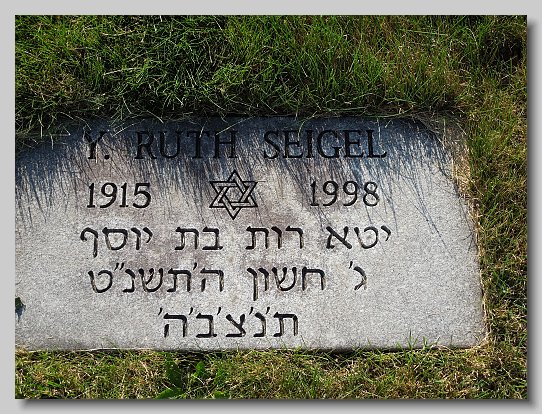 Y. RUTH SEIGEL
1915 ✡ 1998
יטא רות בת יוסף
ג' חשון ה'תשנ"ט
ת'נ'צ'ב'ה'